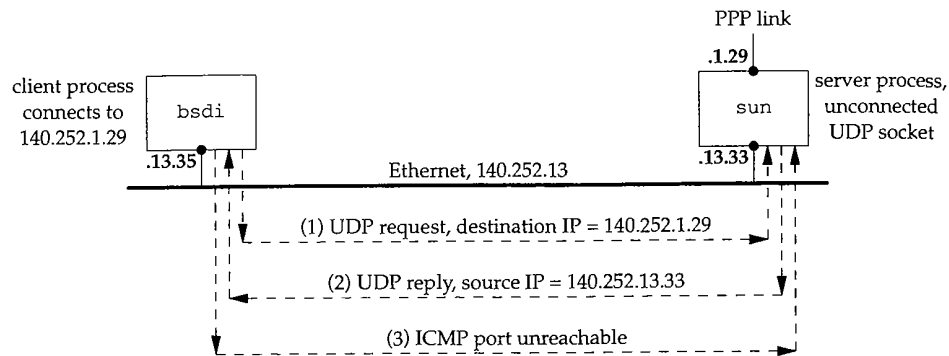 PPP link
.1.29
client process
connects to
140.252.1.29
bsdi
sun
server process,
unconnected
UDP socket
.13.35
.13.33
Ethernet, 140.252.13
(1) UDP request, destination IP = 140.252.1.29
(2) UDP reply, source IP = 140.252.13.33
(3) ICMP port unreachable